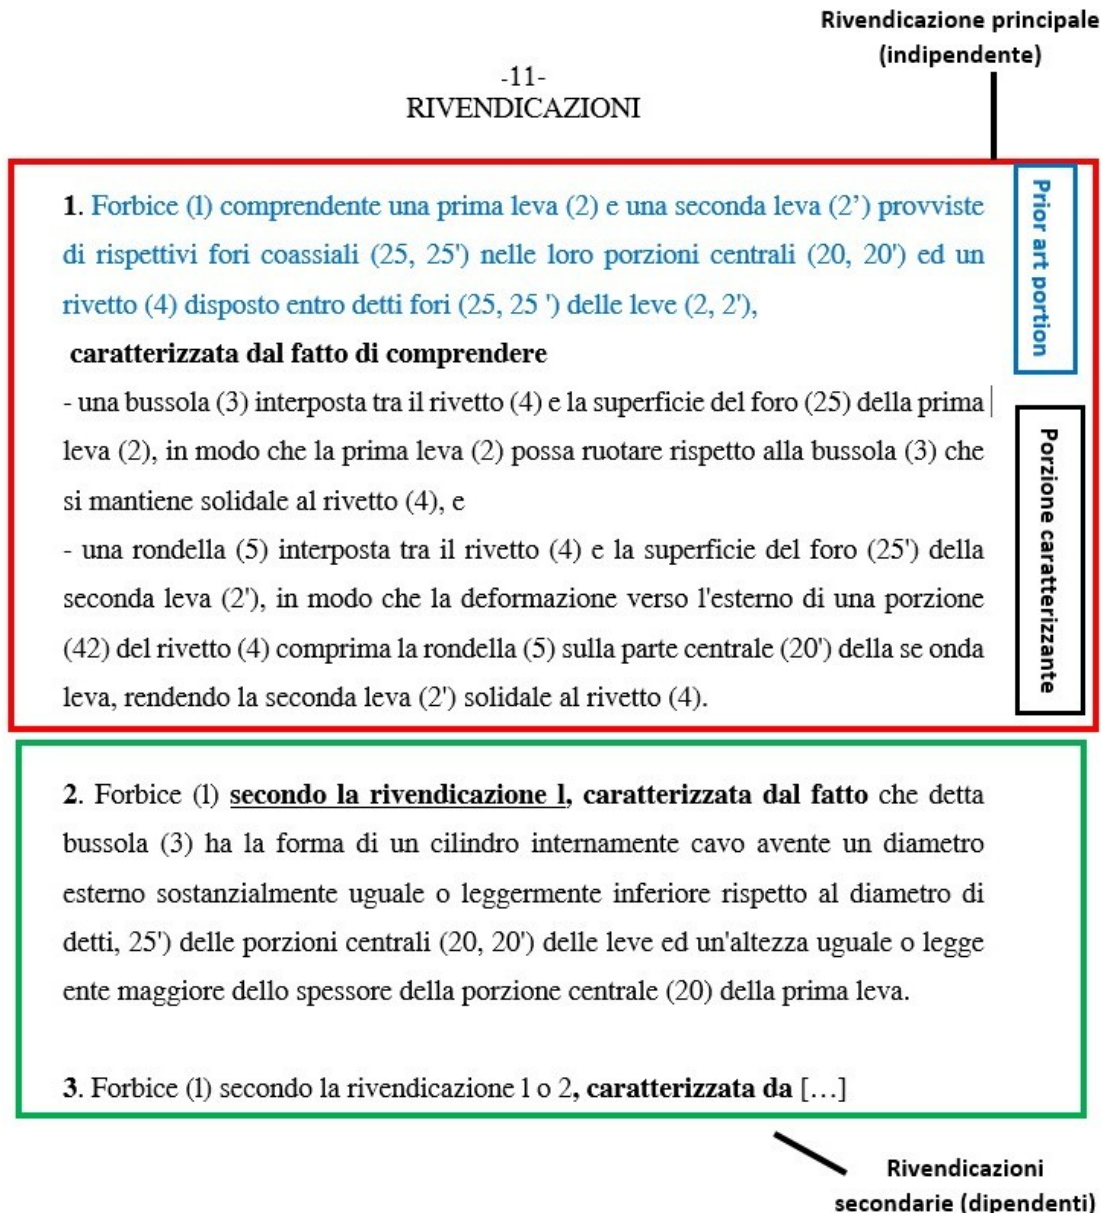 Rivendicazione principale
(indipendente)
-11-
RIVENDICAZIONI
1. Forbice (l) comprendente una prima leva (2) e una seconda leva (2’) provviste
di rispettivi fori coassiali (25, 25') nelle loro porzioni centrali (20, 20') ed un
rivetto (4) disposto entro detti fori (25, 25 ') delle leve (2, 2'),
caratterizzata dal fatto di comprendere
- una bussola (3) interposta tra il rivetto (4) e la superficie del foro (25) della prima
leva (2), in modo che la prima leva (2) possa ruotare rispetto alla bussola (3) che
si mantiene solidale al rivetto (4), e
- una rondella (5) interposta tra il rivetto (4) e la superficie del foro (25') della
seconda leva (2'), in modo che la deformazione verso l'esterno di una porzione
(42) del rivetto (4) comprima la rondella (5) sulla parte centrale (20') della se onda
leva, rendendo la seconda leva (2') solidale al rivetto (4).
Prior art portion
Porzione caratterizzante
2. Forbice (l) secondo la rivendicazione l, caratterizzata dal fatto che detta
bussola (3) ha la forma di un cilindro internamente cavo avente un diametro
esterno sostanzialmente uguale o leggermente inferiore rispetto al diametro di
detti, 25') delle porzioni centrali (20, 20') delle leve ed un'altezza uguale o legge
ente maggiore dello spessore della porzione centrale (20) della prima leva.
3. Forbice (l) secondo la rivendicazione l o 2, caratterizzata da […]
Rivendicazioni
secondarie (dipendenti)